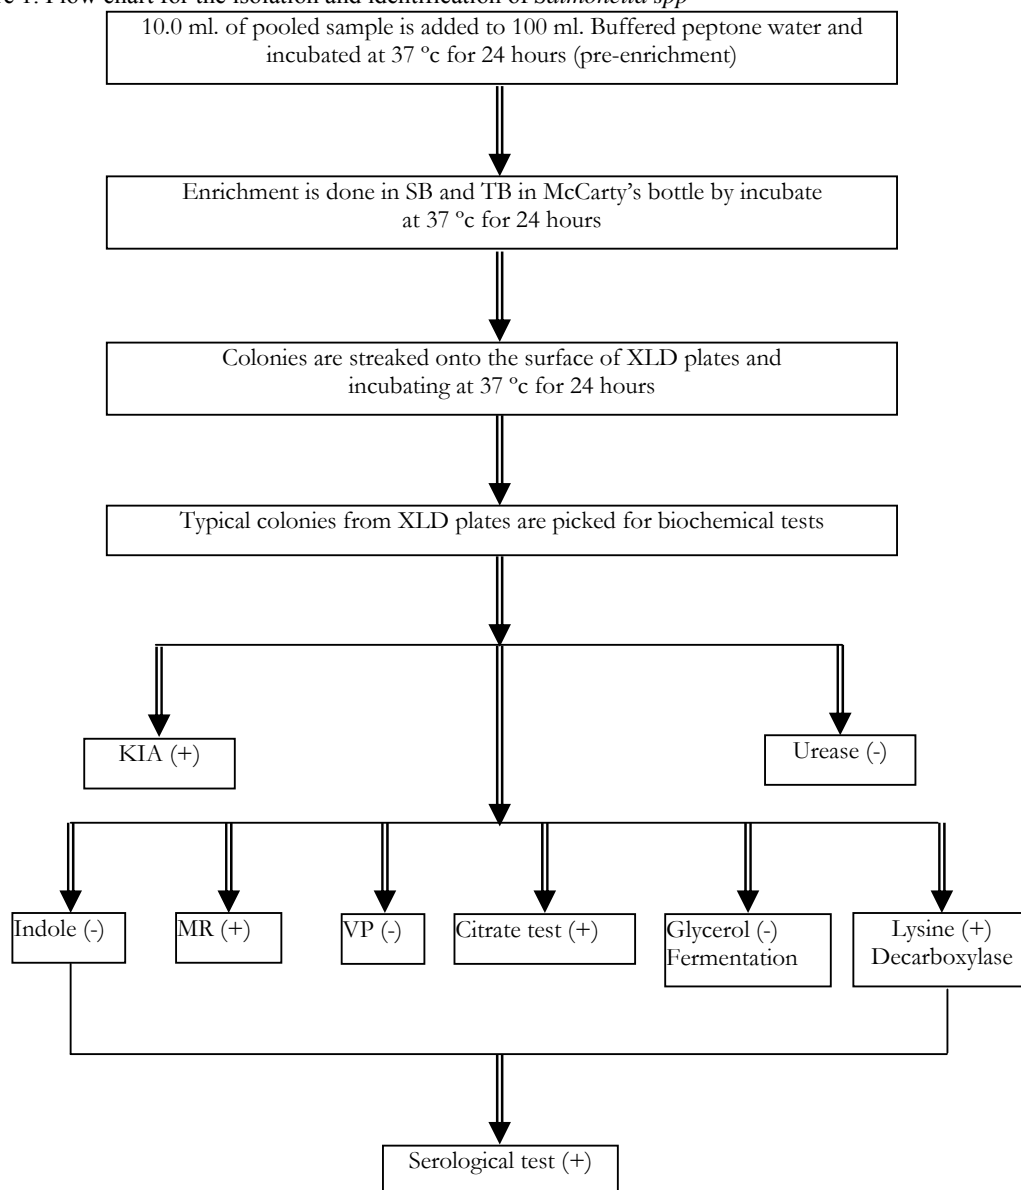 re 1. Flow chart for the isolation and identification of Salmonella spp
10.0 ml. of pooled sample is added to 100 ml. Buffered peptone water and
incubated at 37 ºc for 24 hours (pre-enrichment)
Enrichment is done in SB and TB in McCarty's bottle by incubate
at 37 ºc for 24 hours
Colonies are streaked onto the surface of XLD plates and
incubating at 37 ºc for 24 hours
Typical colonies from XLD plates are picked for biochemical tests
KIA (+)
Urease (-)
Indole (-)
MR (+)
VP (-)
Citrate test (+)
Glycerol (-)
Fermentation
Lysine (+)
Decarboxylase
Serological test (+)